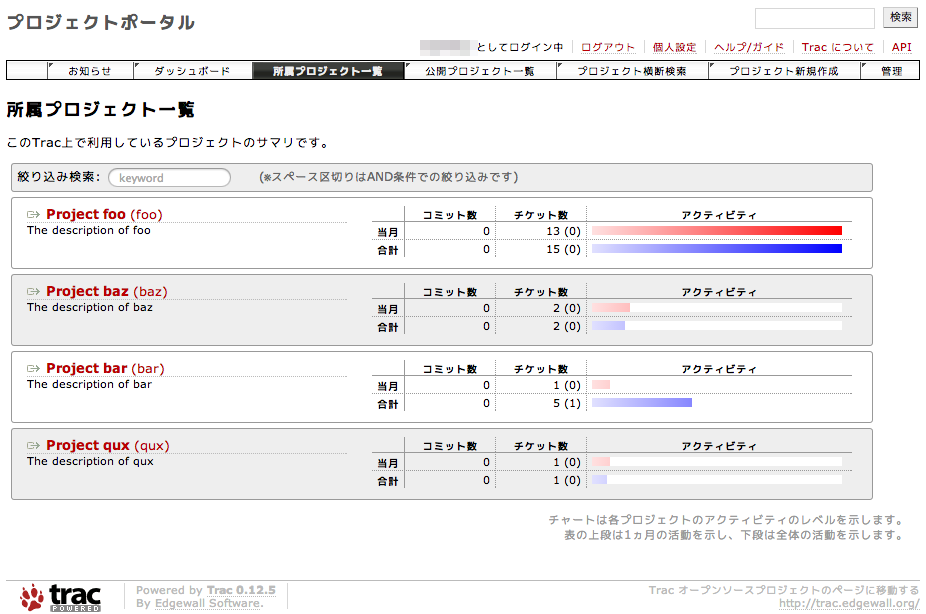 プロジェクトポータル
検索
としてログイン中 ログアウト 個人設定 ヘルプ/ガイド Trac について API
お知らせ ダッシュボード 所属プロジェクト一覧 公開プロジェクト一覧 プロジェクト横断検索 プロジェクト新規作成 管理
所属プロジェクト一覧
このTrac上で利用しているプロジェクトのサマリです。
絞り込み検索: keyword (※スペース区切りはAND条件での絞り込みです)
Project foo (foo) コミット数 チケット数 アクティビティ
The description of foo 当月 0 13 (0)
合計 0 15 (0)
Project baz (baz) コミット数 チケット数 アクティビティ
The description of baz 当月 0 2 (0)
合計 0 2 (0)
Project bar (bar) コミット数 チケット数 アクティビティ
The description of bar 当月 0 1 (0)
合計 0 5 (1)
Project qux (qux) コミット数 チケット数 アクティビティ
The description of qux 当月 0 1 (0)
合計 0 1 (0)
チャートは各プロジェクトのアクティビティのレベルを示します。
表の上段は1ヵ月の活動を示し、下段は全体の活動を示します。
trac POWERED
Powered by Trac 0.12.5
By Edgewall Software.
Trac オープンソースプロジェクトのページに移動する
http://trac.edgewall.org/